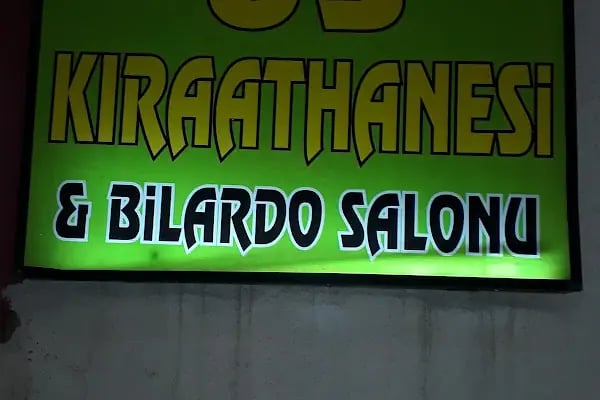 KIRAATHANESİ
& BİLARDO SALONU